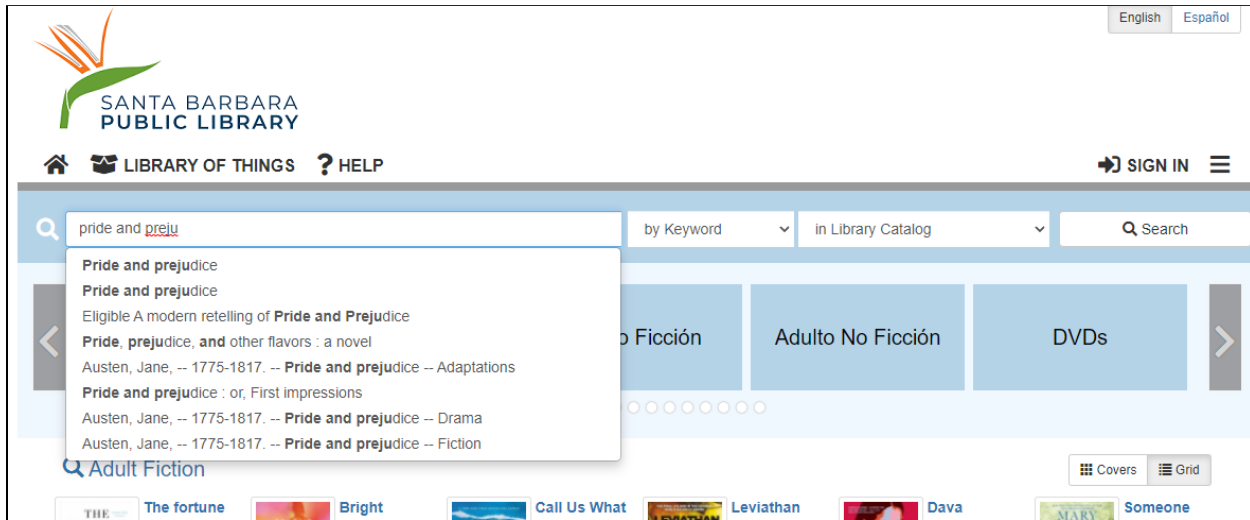 English Español
SANTA BARBARA
PUBLIC LIBRARY
LIBRARY OF THINGS ? HELP SIGN IN
pride and preju by Keyword in Library Catalog Search
Pride and prejudice
Pride and prejudice
Eligible A modern retelling of Pride and Prejudice
Pride, prejudice, and other flavors : a novel
Austen, Jane, -- 1775-1817. -- Pride and prejudice -- Adaptations
Pride and prejudice : or, First impressions
Austen, Jane, -- 1775-1817. -- Pride and prejudice -- Drama
Austen, Jane, -- 1775-1817. -- Pride and prejudice -- Fiction
Ficción Adulto No Ficción DVDs
Adult Fiction Covers Grid
The fortune Bright Call Us What Leviathan Dava Someone
THE LEVIATHAN MARY